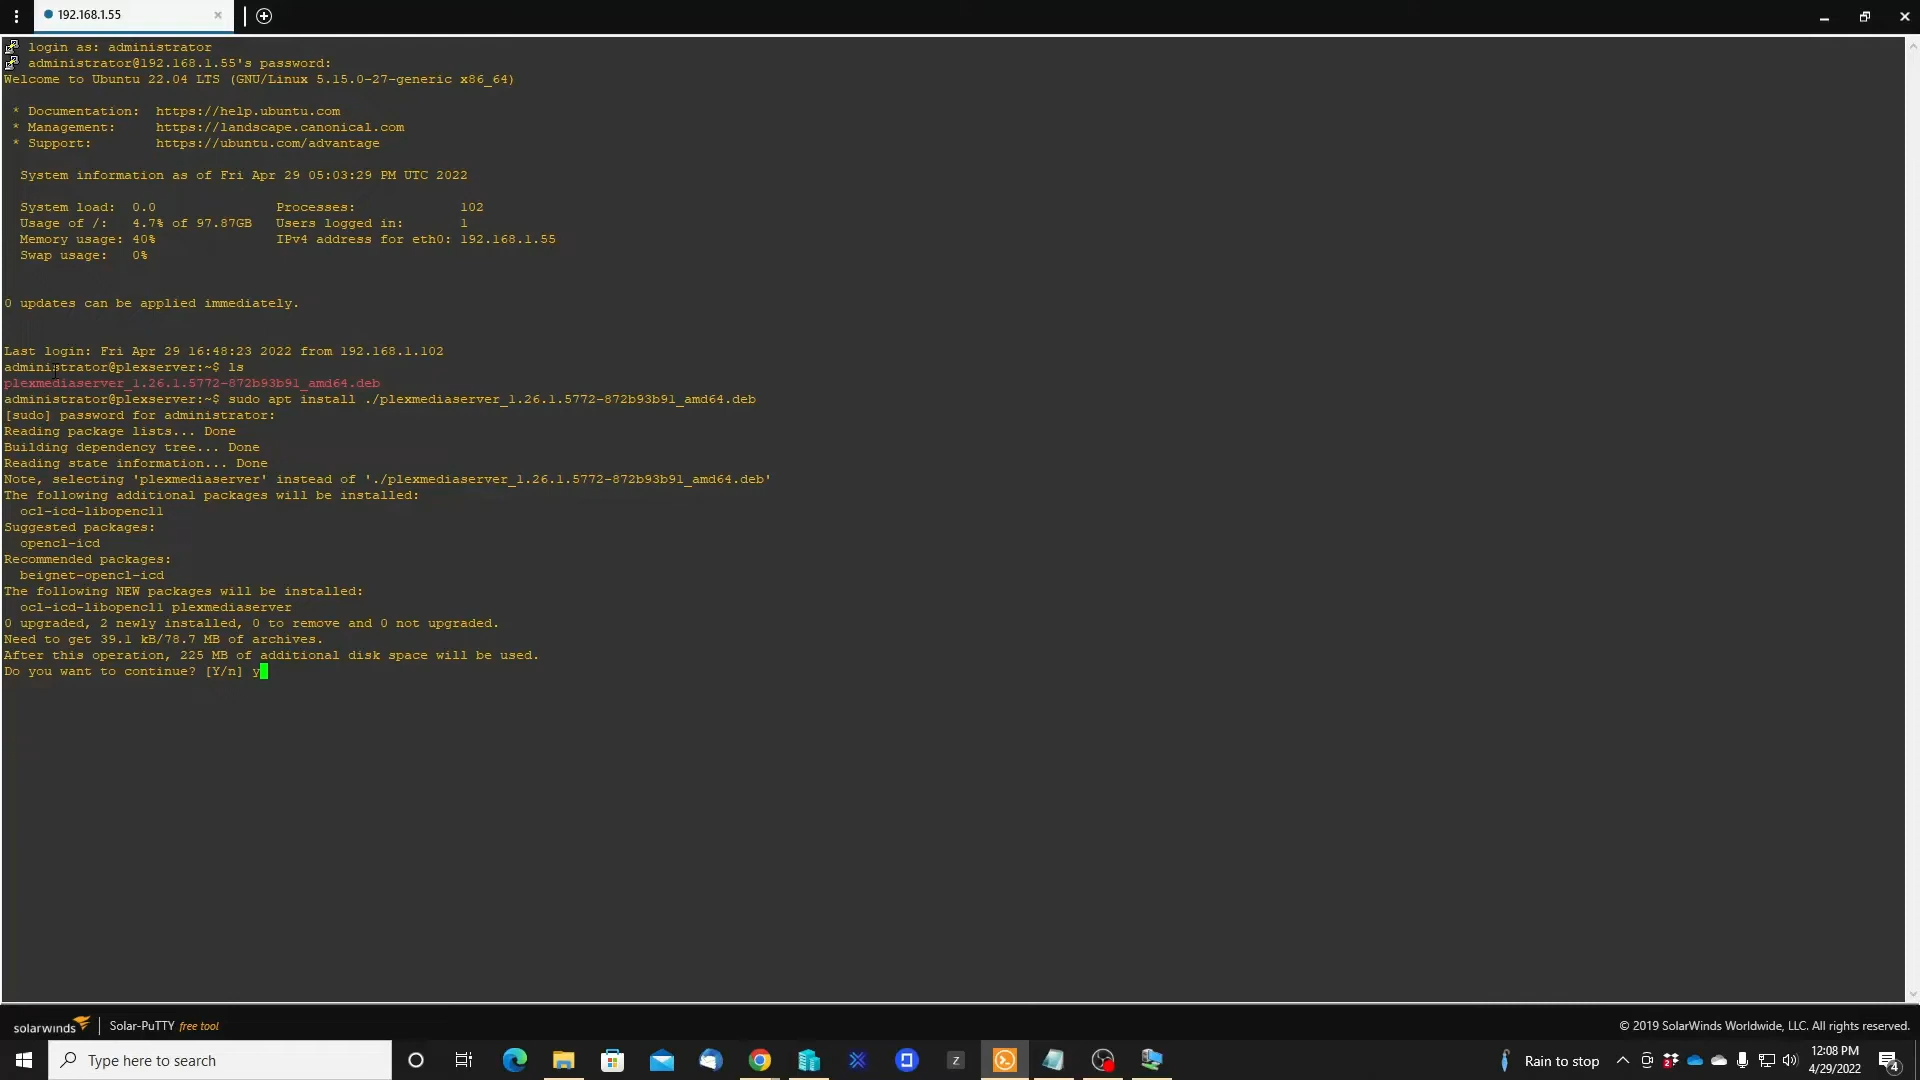 192.168.1.55
login as: administrator
administrator@192.168.1.55's password:
Welcome to Ubuntu 22.04 LTS (GNU/Linux 5.15.0-27-generic x86_64)
* Documentation: https://help.ubuntu.com
* Management: https://landscape.canonical.com
* Support: https://ubuntu.com/advantage
System information as of Fri Apr 29 05:03:29 PM UTC 2022
System load: 0.0 Processes: 102
Usage of /: 4.7% of 97.87GB Users logged in: 1
Memory usage: 40% IPv4 address for eth0: 192.168.1.55
Swap usage: 0%
0 updates can be applied immediately.
Last login: Fri Apr 29 16:48:23 2022 from 192.168.1.102
administrator@plexserver:~$ ls
plexmediaserver_1.26.1.5772-872b93b91_amd64.deb
administrator@plexserver:~$ sudo apt install ./plexmediaserver_1.26.1.5772-872b93b91_amd64.deb
[sudo] password for administrator:
Reading package lists... Done
Building dependency tree... Done
Reading state information... Done
Note, selecting 'plexmediaserver' instead of './plexmediaserver_1.26.1.5772-872b93b91_amd64.deb'
The following additional packages will be installed:
ocl-icd-libopencl1
Suggested packages:
opencl-icd
Recommended packages:
beignet-opencl-icd
The following NEW packages will be installed:
ocl-icd-libopencl1 plexmediaserver
0 upgraded, 2 newly installed, 0 to remove and 0 not upgraded.
Need to get 39.1 kB/78.7 MB of archives.
After this operation, 225 MB of additional disk space will be used.
Do you want to continue? [Y/n] y
solarwinds Solar-PuTTY free tool © 2019 SolarWinds Worldwide, LLC. All rights reserved.
Type here to search Z Rain to stop 12:08 PM
4/29/2022 4